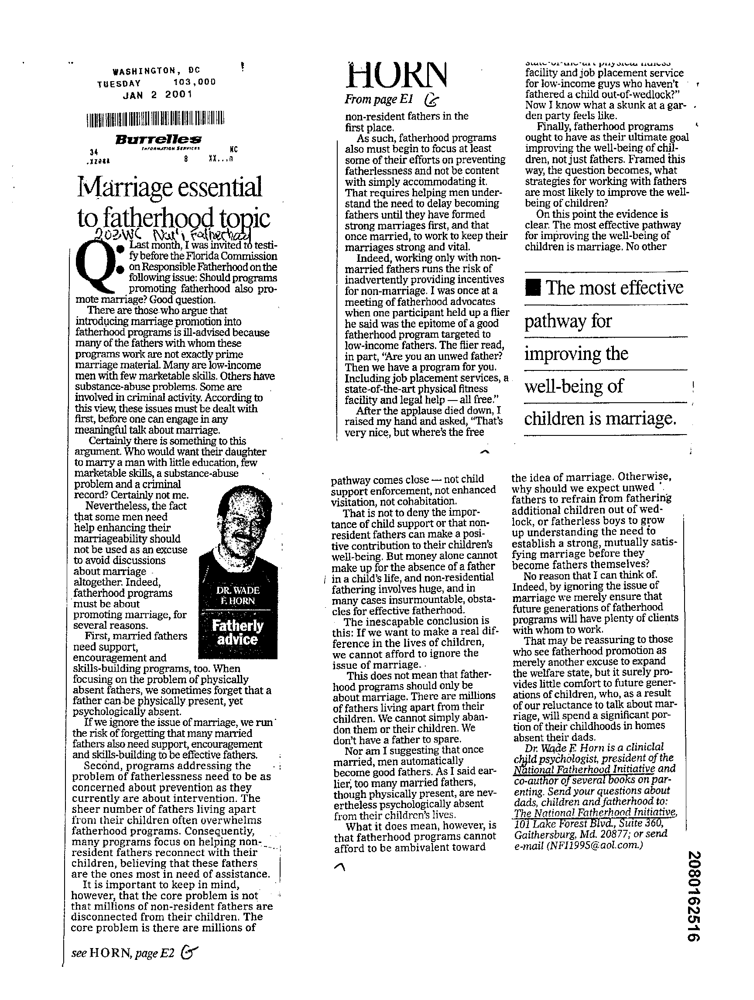 WASHINGTON, DC
TUESDAY 103,000
JAN 2 2001
Burrelles
INFORMATION SERVICES
34 NC
8 XX...n
Marriage essential
to fatherhood topic
203WC Nat'l Fatherhood
Q: Last month, I was invited to testi-
fy before the Florida Commission
on Responsible Fatherhood on the
following issue: Should programs
promoting fatherhood also pro-
mote marriage? Good question.
There are those who argue that
introducing marriage promotion into
fatherhood programs is ill-advised because
many of the fathers with whom these
programs work are not exactly prime
marriage material. Many are low-income
men with few marketable skills. Others have
substance-abuse problems. Some are
involved in criminal activity. According to
this view, these issues must be dealt with
first, before one can engage in any
meaningful talk about marriage.
Certainly there is something to this
argument. Who would want their daughter
to marry a man with little education, few
marketable skills, a substance-abuse
problem and a criminal
record? Certainly not me.
Nevertheless, the fact
that some men need
help enhancing their
marriageability should
not be used as an excuse
to avoid discussions
about marriage
altogether. Indeed,
fatherhood programs
must be about
promoting marriage, for
several reasons.
First, married fathers
need support,
encouragement and
skills-building programs, too. When
focusing on the problem of physically
absent fathers, we sometimes forget that a
father can be physically present, yet
psychologically absent.
If we ignore the issue of marriage, we run
the risk of forgetting that many married
fathers also need support, encouragement
and skills-building to be effective fathers.
Second, programs addressing the
problem of fatherlessness need to be as
concerned about prevention as they
currently are about intervention. The
sheer number of fathers living apart
from their children often overwhelms
fatherhood programs. Consequently,
many programs focus on helping non-
resident fathers reconnect with their
children, believing that these fathers
are the ones most in need of assistance.
It is important to keep in mind,
however, that the core problem is not
that millions of non-resident fathers are
disconnected from their children. The
core problem is there are millions of
see HORN, page E2
DR. WADE
F. HORN
Fatherly
advice
HORN
From page E1
non-resident fathers in the
first place.
As such, fatherhood programs
also must begin to focus at least
some of their efforts on preventing
fatherlessness and not be content
with simply accommodating it.
That requires helping men under-
stand the need to delay becoming
fathers until they have formed
strong marriages first, and that
once married, to work to keep their
marriages strong and vital.
Indeed, working only with non-
married fathers runs the risk of
inadvertently providing incentives
for non-marriage. I was once at a
meeting of fatherhood advocates
when one participant held up a flier
he said was the epitome of a good
fatherhood program targeted to
low-income fathers. The flier read,
in part, "Are you an unwed father?
Then we have a program for you.
Including job placement services, a
state-of-the-art physical fitness
facility and legal help — all free."
After the applause died down, I
raised my hand and asked, "That's
very nice, but where's the free
state-of-the-art physical fitness
facility and job placement service
for low-income guys who haven't
fathered a child out-of-wedlock?"
Now I know what a skunk at a gar-
den party feels like.
Finally, fatherhood programs
ought to have as their ultimate goal
improving the well-being of chil-
dren, not just fathers. Framed this
way, the question becomes, what
strategies for working with fathers
are most likely to improve the well-
being of children?
On this point the evidence is
clear. The most effective pathway
for improving the well-being of
children is marriage. No other
■ The most effective
pathway for
improving the
well-being of
children is marriage.
pathway comes close — not child
support enforcement, not enhanced
visitation, not cohabitation.
That is not to deny the impor-
tance of child support or that non-
resident fathers can make a posi-
tive contribution to their children's
well-being. But money alone cannot
make up for the absence of a father
in a child's life, and non-residential
fathering involves huge, and in
many cases insurmountable, obsta-
cles for effective fatherhood.
The inescapable conclusion is
this: If we want to make a real dif-
ference in the lives of children,
we cannot afford to ignore the
issue of marriage.
This does not mean that father-
hood programs should only be
about marriage. There are millions
of fathers living apart from their
children. We cannot simply aban-
don them or their children. We
don't have a father to spare.
Nor am I suggesting that once
married, men automatically
become good fathers. As I said ear-
lier, too many married fathers,
though physically present, are nev-
ertheless psychologically absent
from their children's lives.
What it does mean, however, is
that fatherhood programs cannot
afford to be ambivalent toward
the idea of marriage. Otherwise,
why should we expect unwed
fathers to refrain from fathering
additional children out of wed-
lock, or fatherless boys to grow
up understanding the need to
establish a strong, mutually satis-
fying marriage before they
become fathers themselves?
No reason that I can think of.
Indeed, by ignoring the issue of
marriage we merely ensure that
future generations of fatherhood
programs will have plenty of clients
with whom to work.
That may be reassuring to those
who see fatherhood promotion as
merely another excuse to expand
the welfare state, but it surely pro-
vides little comfort to future gener-
ations of children, who, as a result
of our reluctance to talk about mar-
riage, will spend a significant por-
tion of their childhoods in homes
absent their dads.
Dr. Wade F. Horn is a cliniclal
child psychologist, president of the
National Fatherhood Initiative and
co-author of several books on par-
enting. Send your questions about
dads, children and fatherhood to:
The National Fatherhood Initiative,
101 Lake Forest Blvd., Suite 360,
Gaithersburg, Md. 20877; or send
e-mail (NFI1995@aol.com.)
2080162516